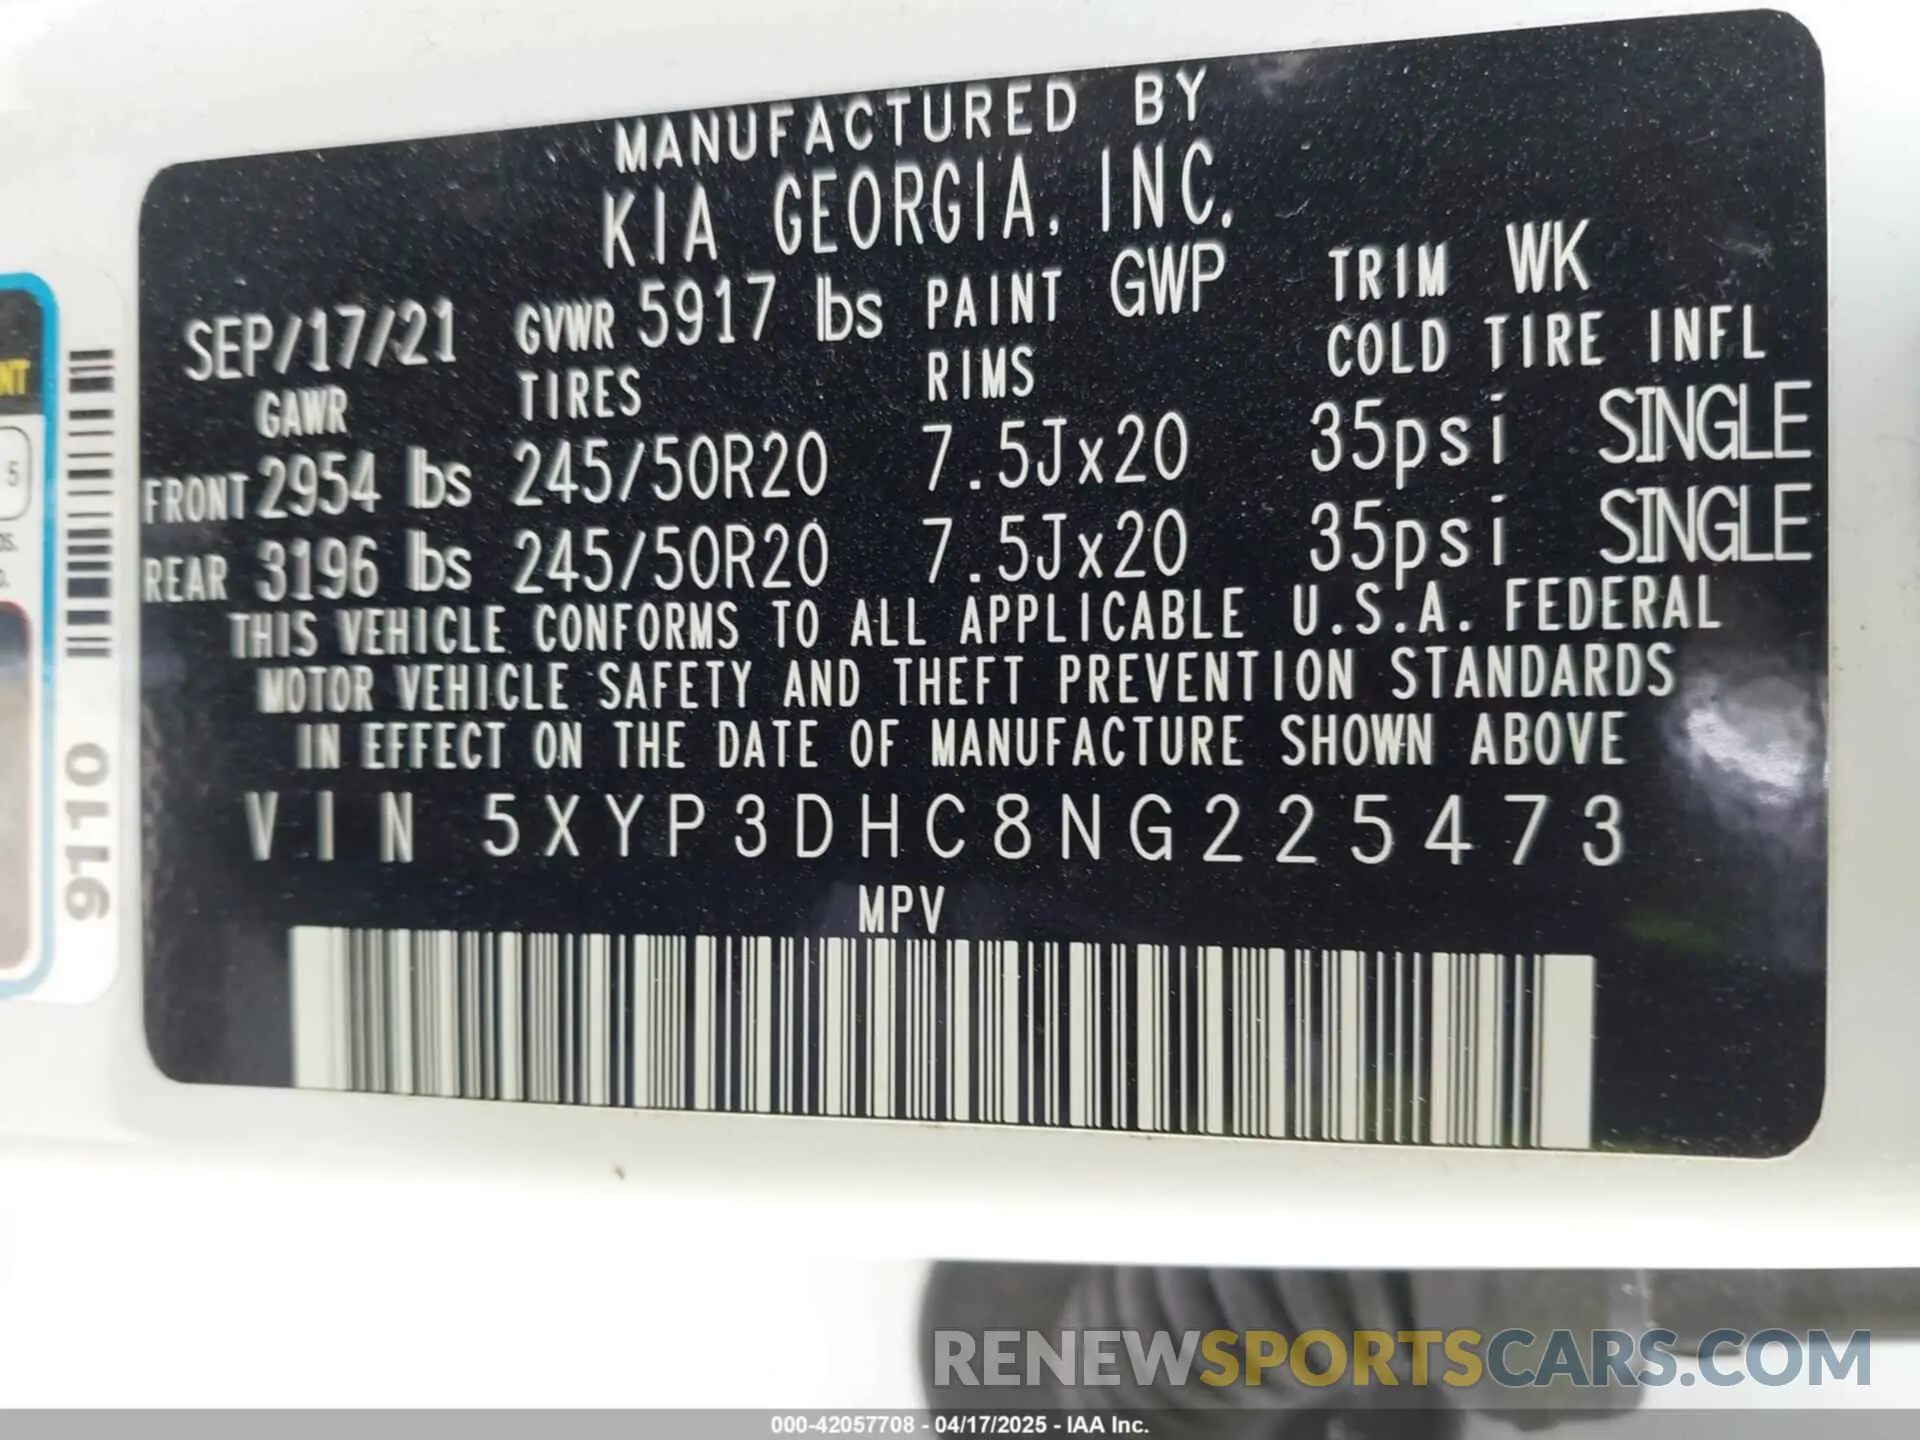 MANUFACTURED BY
KIA GEORGIA, INC.
SEP/17/21 GVWR 5917 lbs PAINT GWP TRIM WK
GAWR TIRES RIMS COLD TIRE INFL
FRONT 2954 lbs 245/50R20 7.5Jx20 35psi SINGLE
REAR 3196 lbs 245/50R20 7.5Jx20 35psi SINGLE
THIS VEHICLE CONFORMS TO ALL APPLICABLE U.S.A. FEDERAL
MOTOR VEHICLE SAFETY AND THEFT PREVENTION STANDARDS
IN EFFECT ON THE DATE OF MANUFACTURE SHOWN ABOVE
VIN 5XYP3DHC8NG225473
MPV
9110
NT
5
RENEWSPORTSCARS.COM
000-42057708 - 04/17/2025 - IAA Inc.